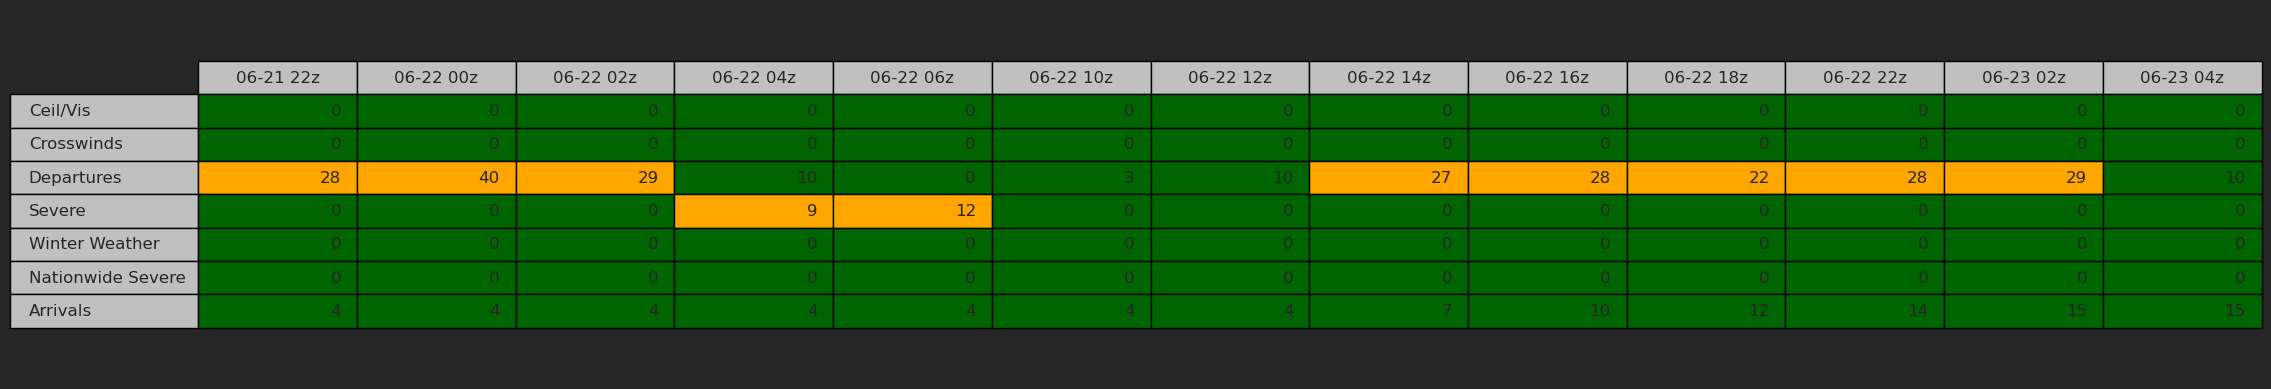 06-21 22z 06-22 00z 06-22 02z 06-22 04z 06-22 06z 06-22 10z 06-22 12z 06-22 14z 06-22 16z 06-22 18z 06-22 22z 06-23 02z 06-23 04z
Ceil/Vis 0 0 0 0 0 0 0 0 0 0 0 0 0
Crosswinds 0 0 0 0 0 0 0 0 0 0 0 0 0
Departures 28 40 29 10 0 3 10 27 28 22 28 29 10
Severe 0 0 0 9 12 0 0 0 0 0 0 0 0
Winter Weather 0 0 0 0 0 0 0 0 0 0 0 0 0
Nationwide Severe 0 0 0 0 0 0 0 0 0 0 0 0 0
Arrivals 4 4 4 4 4 4 4 7 10 12 14 15 15